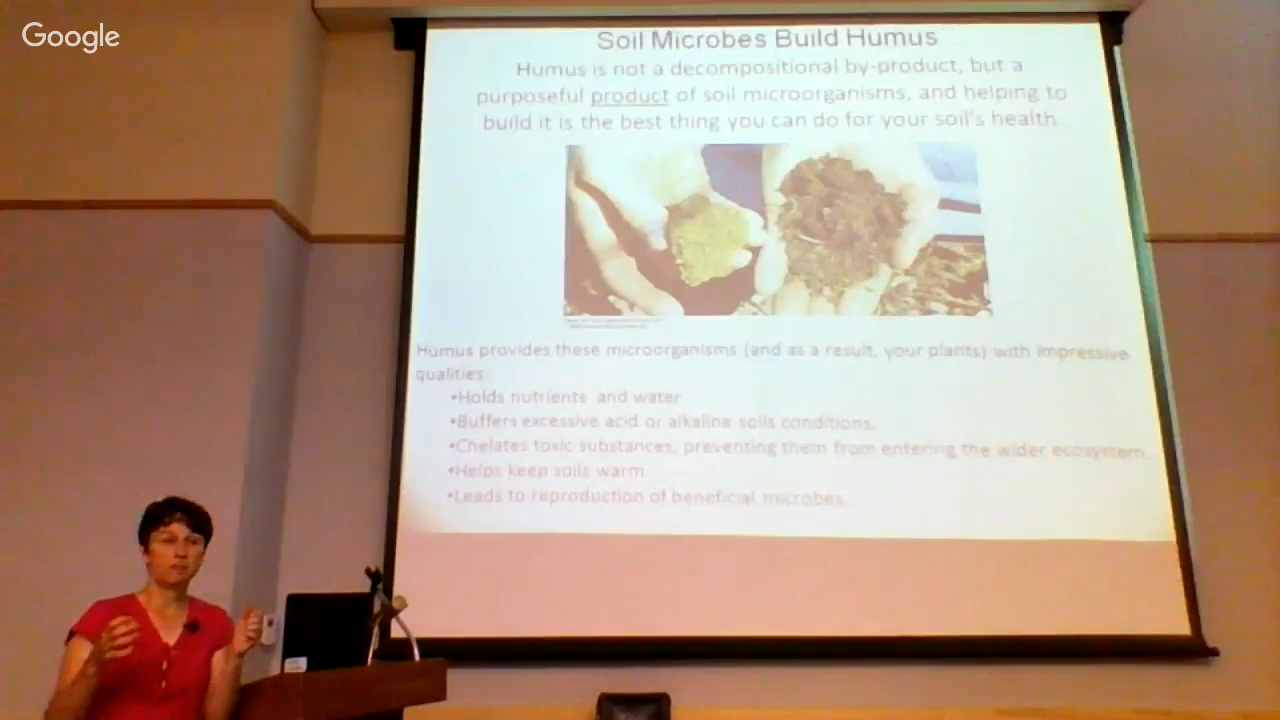 Google
Soil Microbes Build Humus
Humus is not a decompositional by-product, but a
purposeful product of soil microorganisms, and helping to
build it is the best thing you can do for your soil's health
Humus provides these microorganisms (and as a result, your plants) with impressive
qualities:
•Holds nutrients and water
•Buffers excessive acid or alkaline soils conditions.
•Chelates toxic substances, preventing them from entering the wider ecosystem.
•Helps keep soils warm
•Leads to reproduction of beneficial microbes.